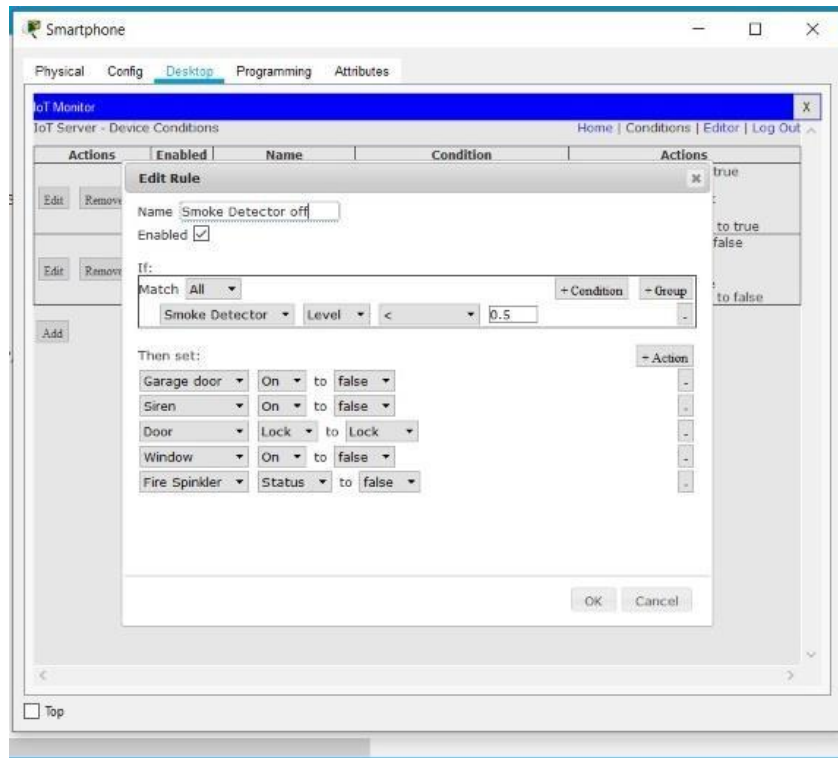 Smartphone
Physical Config Desktop Programming Attributes
IoT Monitor X
IoT Server - Device Conditions Home | Conditions | Editor | Log Out
Actions Enabled Name Condition Actions
Edit Rule
true
Edit Remove
Name Smoke Detector off
to true
Enabled
false
Edit Remove
If:
Match All + Condition + Group
to false
Smoke Detector Level < 0.5 -
Add
Then set: + Action
Garage door On to false -
Siren On to false -
Door Lock to Lock -
Window On to false -
Fire Spinkler Status to false -
OK Cancel
Top